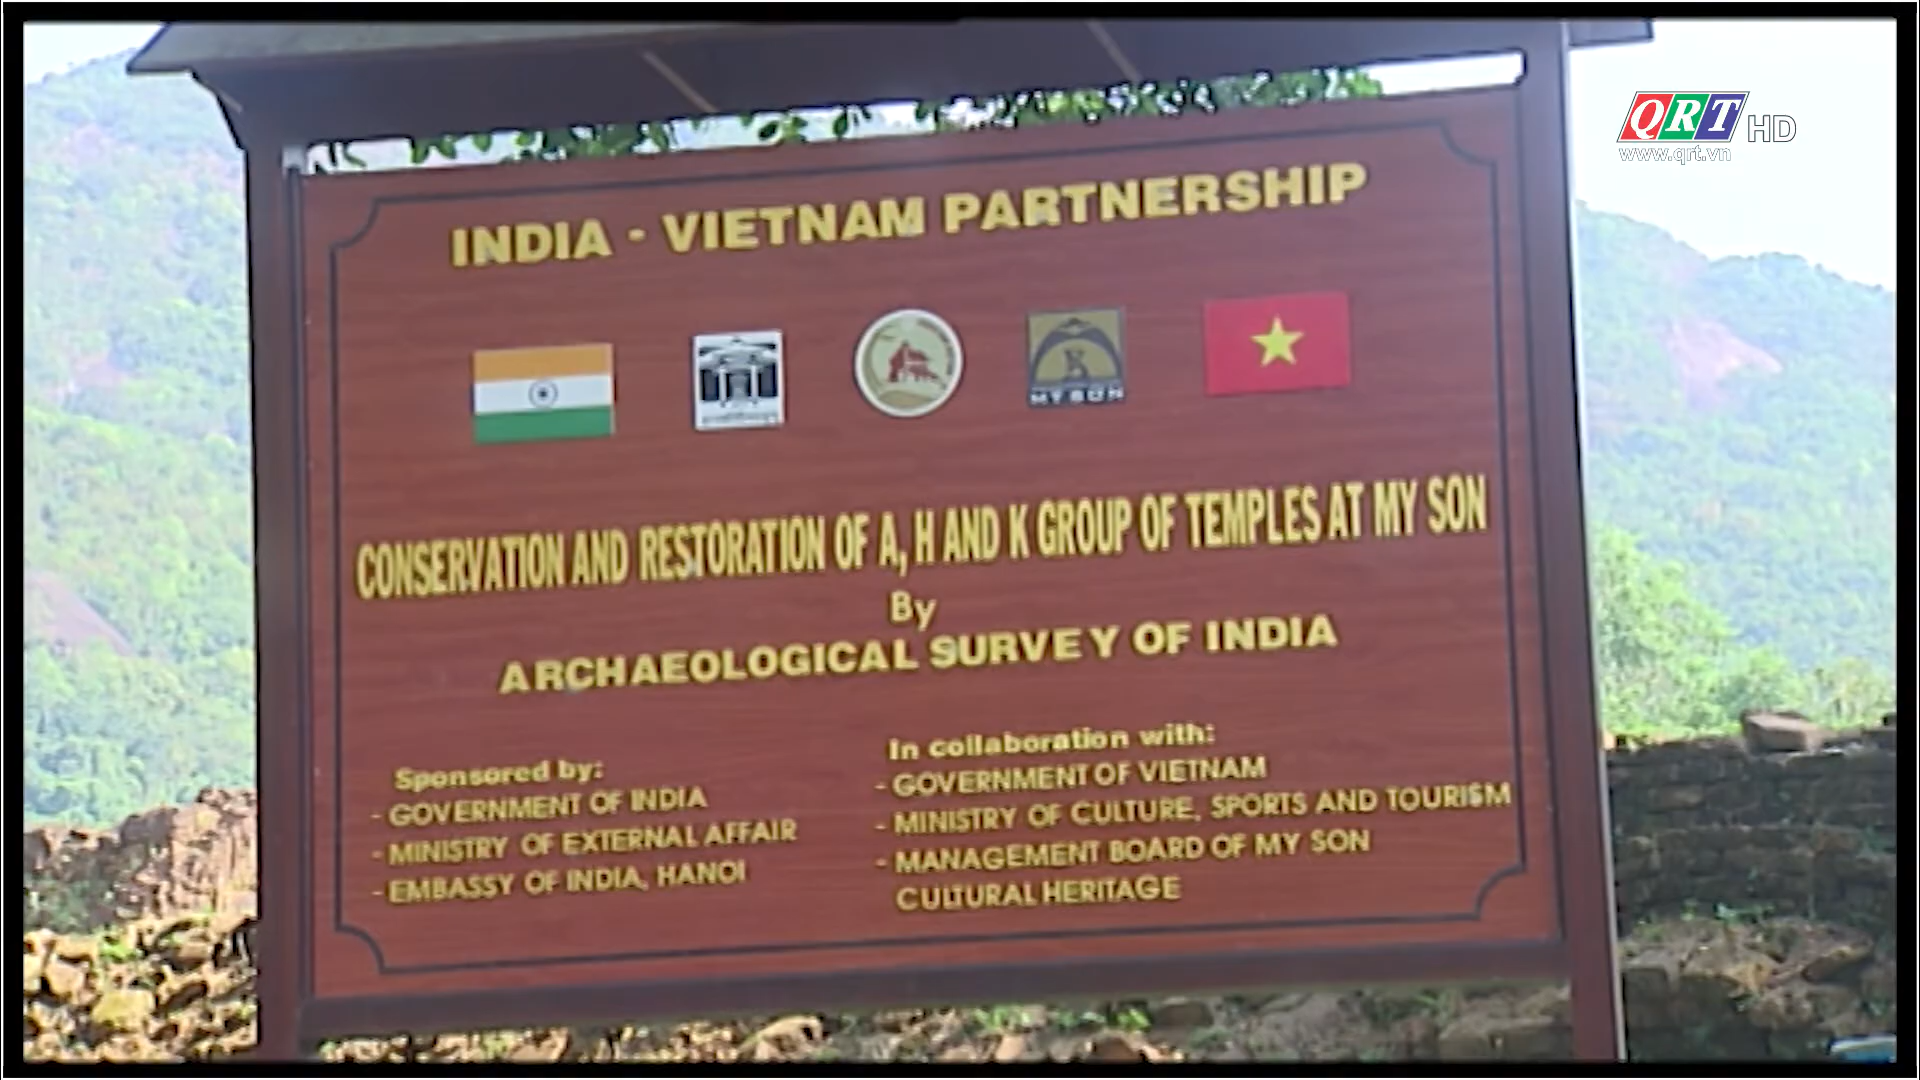 QRT HD
www.qrt.vn
INDIA - VIETNAM PARTNERSHIP
MY SON
CONSERVATION AND RESTORATION OF A, H AND K GROUP OF TEMPLES AT MY SON
By
ARCHAEOLOGICAL SURVEY OF INDIA
Sponsored by:
- GOVERNMENT OF INDIA
- MINISTRY OF EXTERNAL AFFAIR
- EMBASSY OF INDIA, HANOI
In collaboration with:
- GOVERNMENT OF VIETNAM
- MINISTRY OF CULTURE, SPORTS AND TOURISM
- MANAGEMENT BOARD OF MY SON
CULTURAL HERITAGE